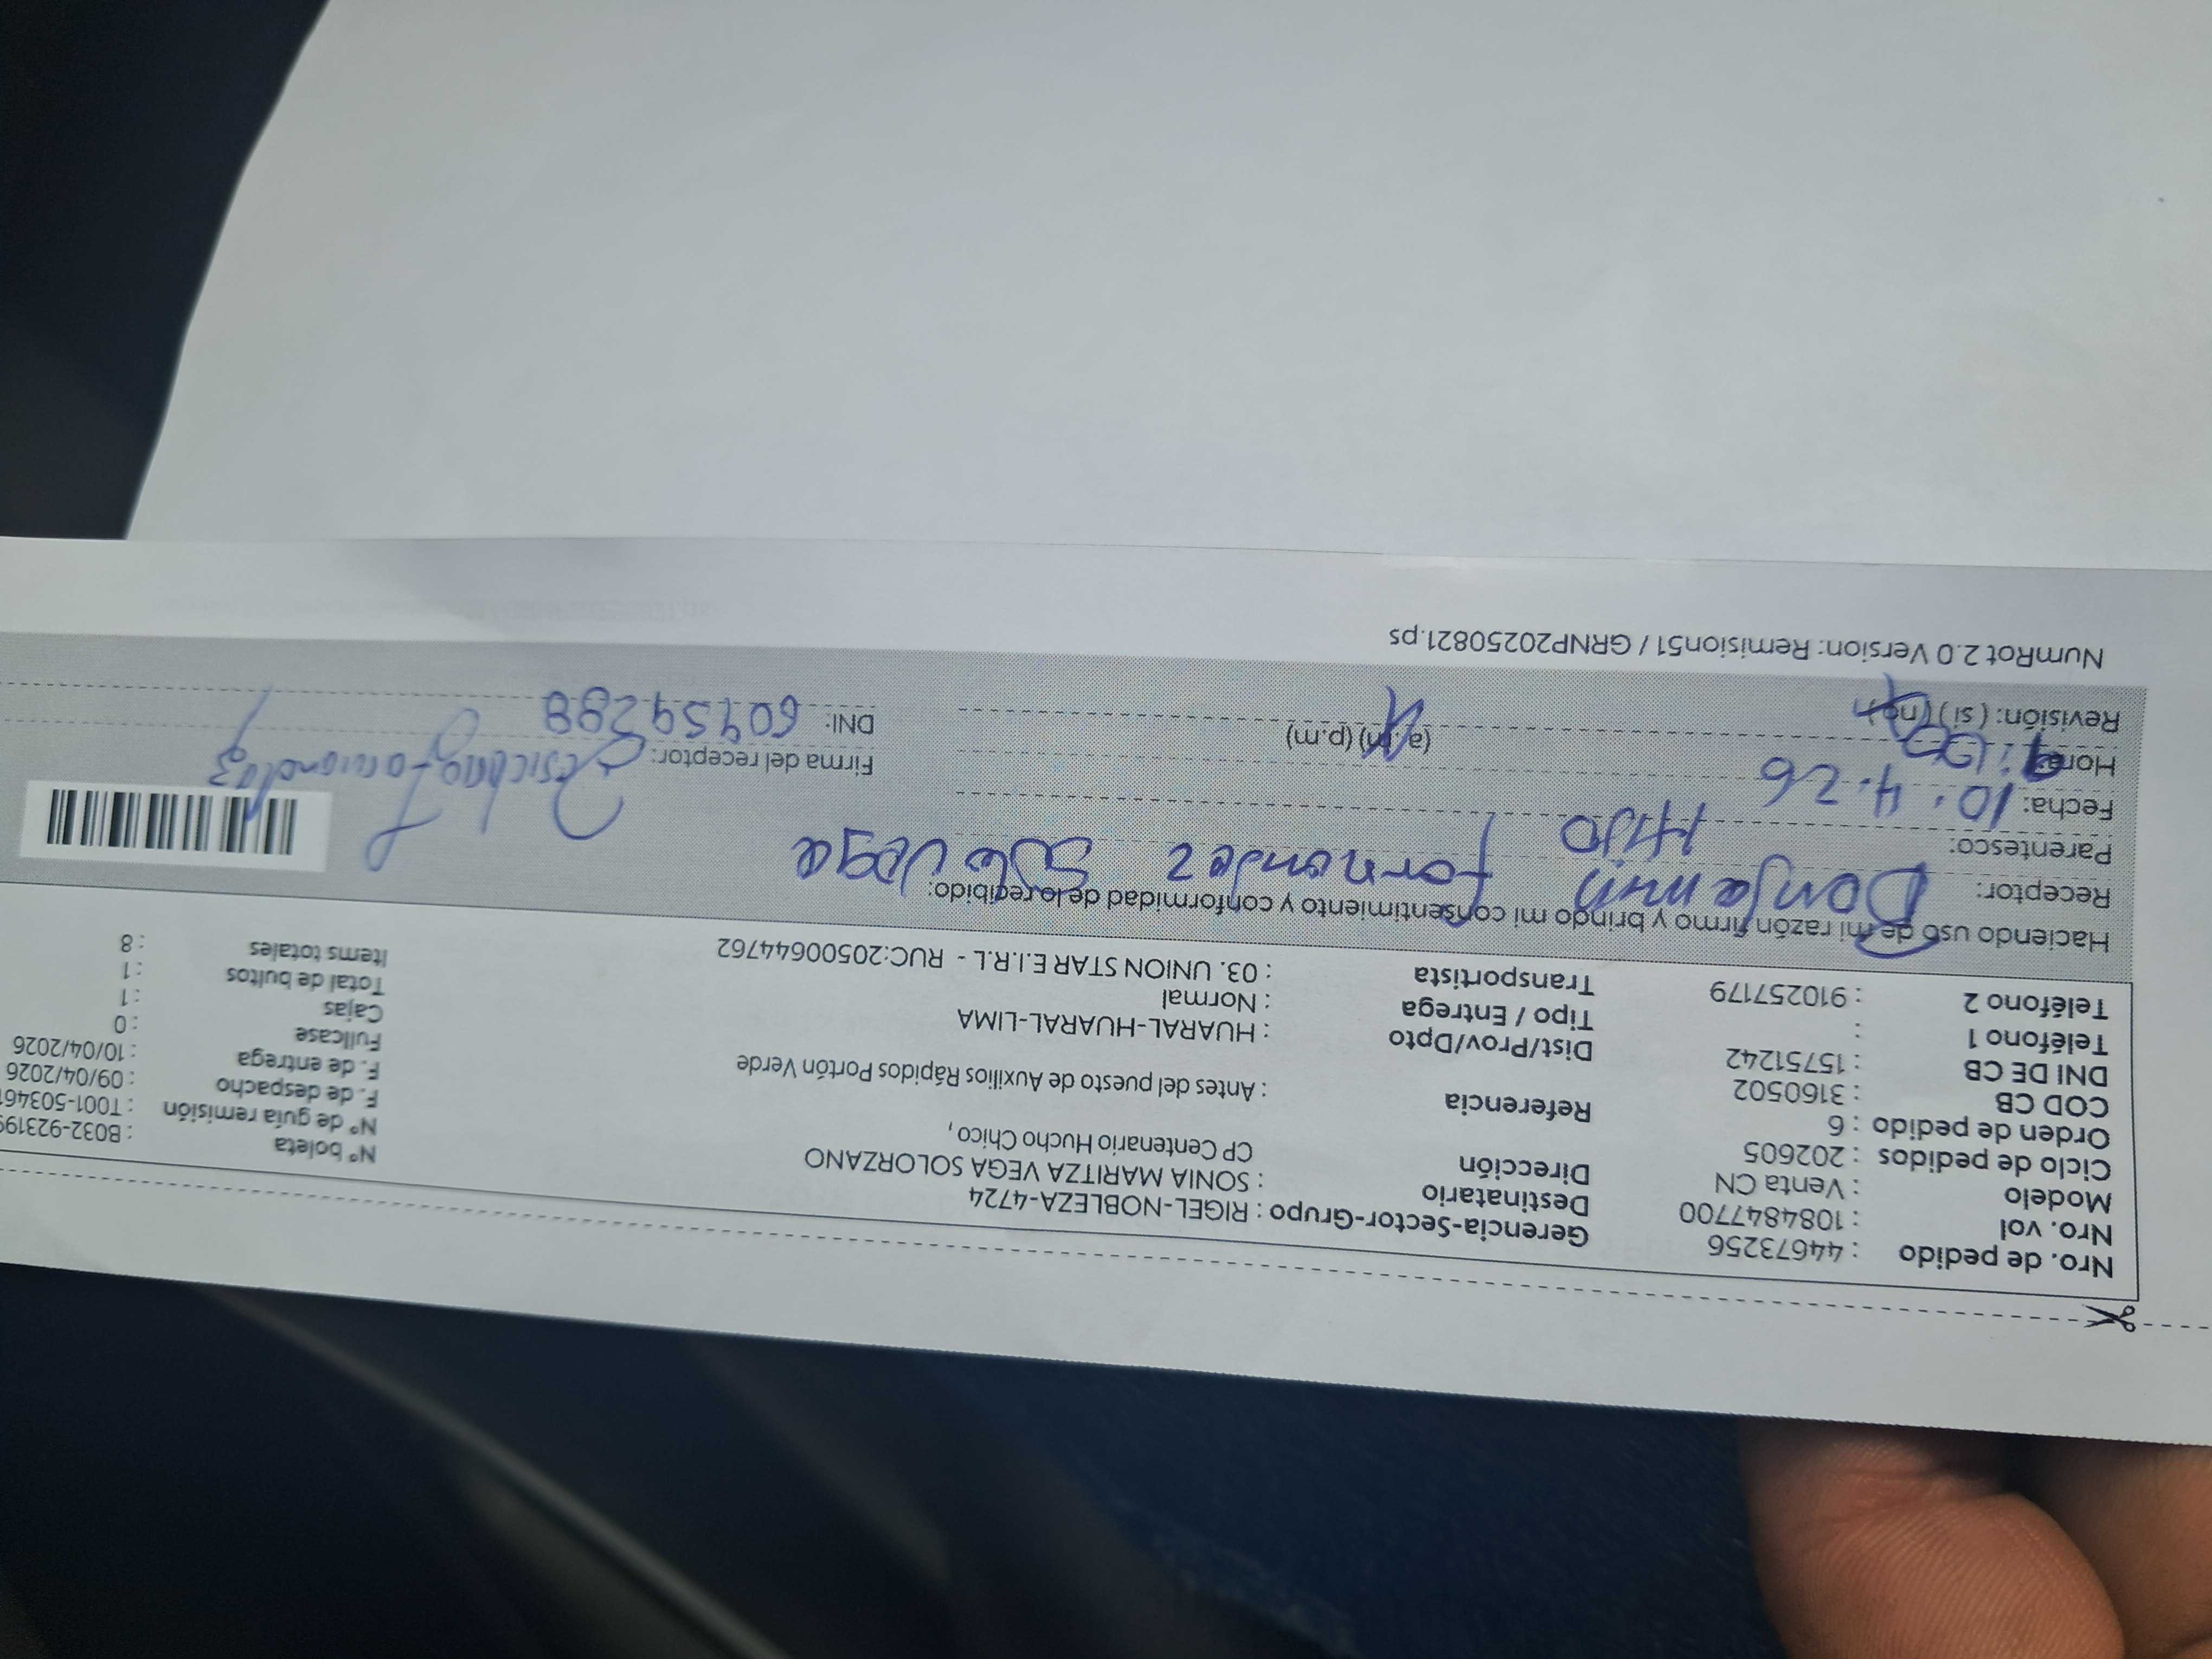 Nro. de pedido : 44673256
Nro. vol : 1084847700
Modelo : Venta CN
Ciclo de pedidos : 202605
Orden de pedido : 6
COD CB : 3160502
DNI DE CB : 15751242
Teléfono 1 :
Teléfono 2 : 910257179
Gerencia-Sector-Grupo : RIGEL-NOBLEZA-4724
Destinatario : SONIA MARITZA VEGA SOLORZANO
Dirección CP Centenario Hucho Chico,
Referencia : Antes del puesto de Auxilios Rápidos Portón Verde
Dist/Prov/Dpto : HUARAL-HUARAL-LIMA
Tipo / Entrega : Normal
Transportista : 03. UNION STAR E.I.R.L - RUC:20500644762
N° boleta : B032-923199
N° de guía remisión : T001-50346
F. de despacho : 09/04/2026
F. de entrega : 10/04/2026
Fullcase : 0
Cajas : 1
Total de bultos : 1
Items totales : 8
Haciendo uso de mi razón firmo y brindo mi consentimiento y conformidad de lo recibido:
Receptor: Benjamin fernandez Vega
Parentesco: HIJO
Fecha: 10. 4. 26
Hora: (a.m) (p.m)
Revisión: (si) (no)
Firma del receptor:
DNI: 60959288
NumRot 2.0 Version: Remision51 / GRNP20250821.ps